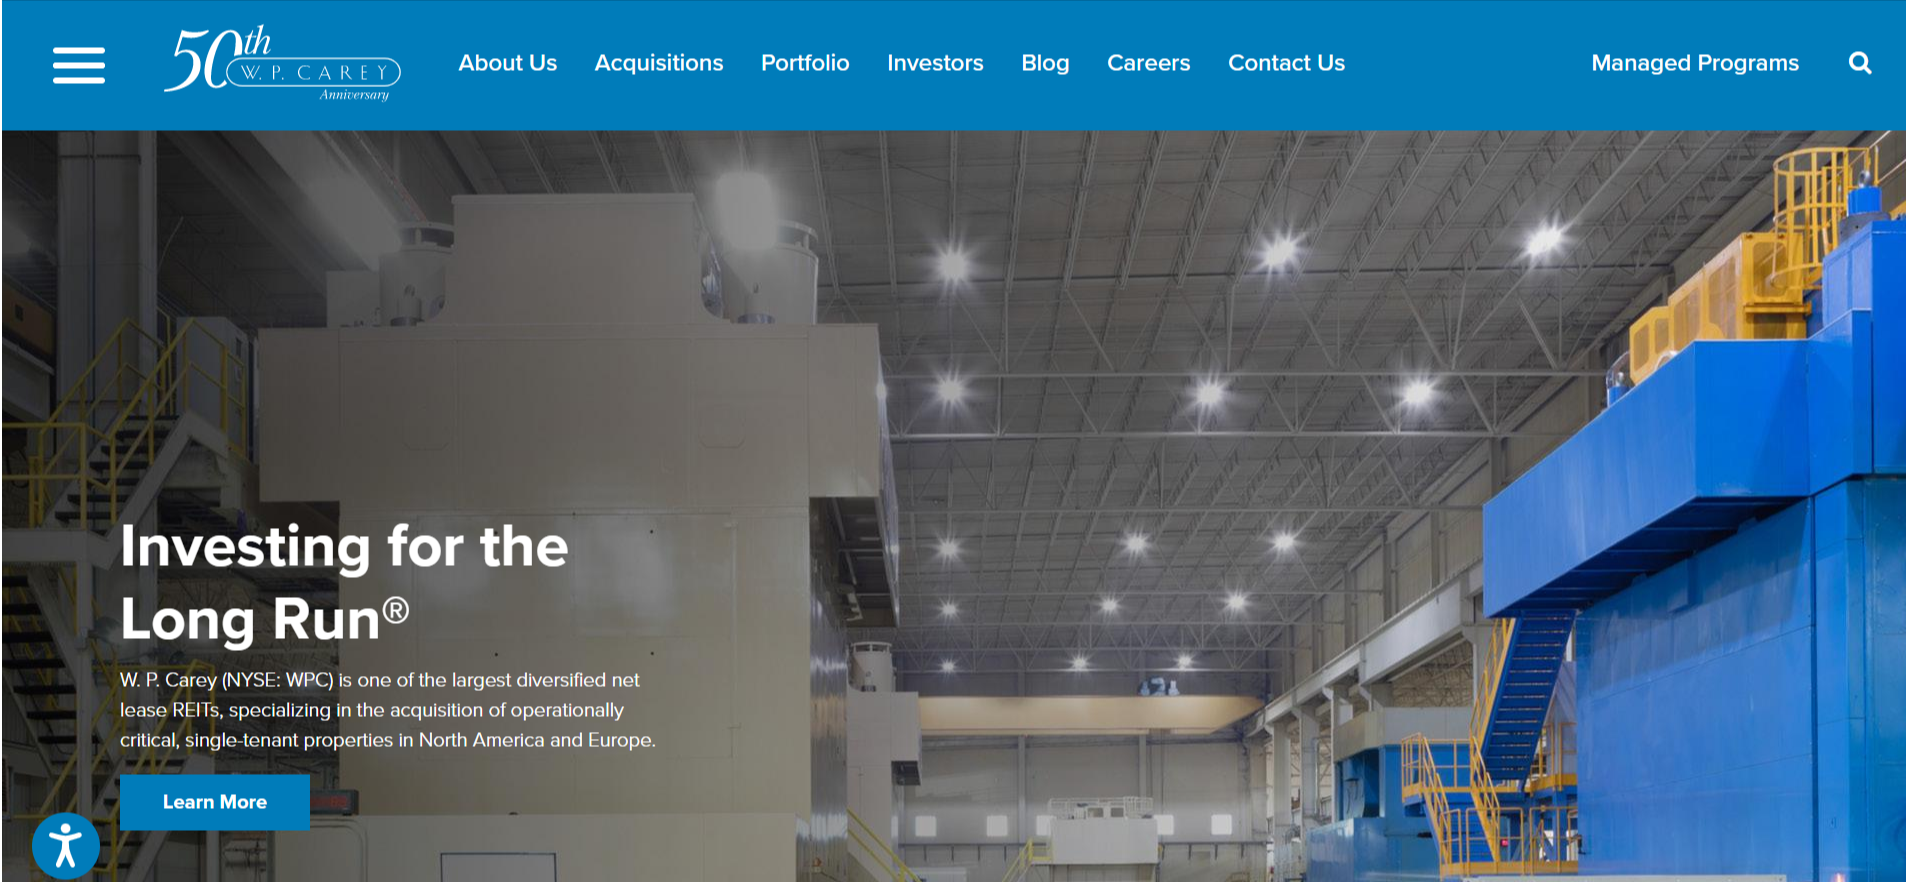 50th
W. P. CAREY
Anniversary
About Us
Acquisitions
Portfolio
Investors
Blog
Careers
Contact Us
Managed Programs
Investing for the
Long Run®
W. P. Carey (NYSE: WPC) is one of the largest diversified net
lease REITs, specializing in the acquisition of operationally
critical, single-tenant properties in North America and Europe.
Learn More